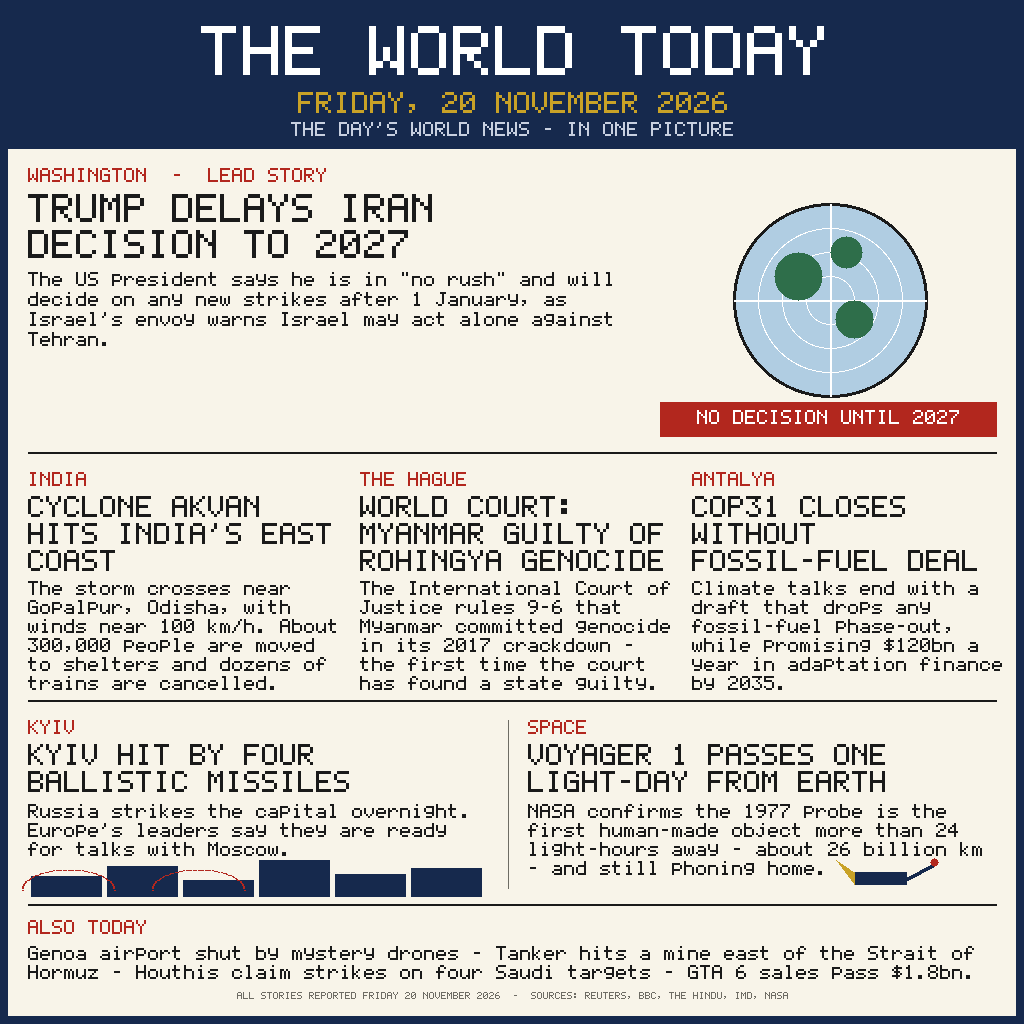 THE WORLD TODAY
FRIDAY, 20 NOVEMBER 2026
THE DAY'S WORLD NEWS - IN ONE PICTURE
WASHINGTON - LEAD STORY
TRUMP DELAYS IRAN
DECISION TO 2027
The US President says he is in "no rush" and will
decide on any new strikes after 1 January, as
Israel's envoy warns Israel may act alone against
Tehran.
NO DECISION UNTIL 2027
INDIA
CYCLONE AKVAN
HITS INDIA'S EAST
COAST
The storm crosses near
Gopalpur, Odisha, with
winds near 100 km/h. About
300,000 people are moved
to shelters and dozens of
trains are cancelled.
THE HAGUE
WORLD COURT:
MYANMAR GUILTY OF
ROHINGYA GENOCIDE
The International Court of
Justice rules 9-6 that
Myanmar committed genocide
in its 2017 crackdown -
the first time the court
has found a state guilty.
ANTALYA
COP31 CLOSES
WITHOUT
FOSSIL-FUEL DEAL
Climate talks end with a
draft that drops any
fossil-fuel phase-out,
while promising $120bn a
year in adaptation finance
by 2035.
KYIV
KYIV HIT BY FOUR
BALLISTIC MISSILES
Russia strikes the capital overnight.
Europe's leaders say they are ready
for talks with Moscow.
SPACE
VOYAGER 1 PASSES ONE
LIGHT-DAY FROM EARTH
NASA confirms the 1977 probe is the
first human-made object more than 24
light-hours away - about 26 billion km
- and still phoning home.
ALSO TODAY
Genoa airport shut by mystery drones - Tanker hits a mine east of the Strait of
Hormuz - Houthis claim strikes on four Saudi targets - GTA 6 sales pass $1.8bn.
ALL STORIES REPORTED FRIDAY 20 NOVEMBER 2026 - SOURCES: REUTERS, BBC, THE HINDU, IMD, NASA